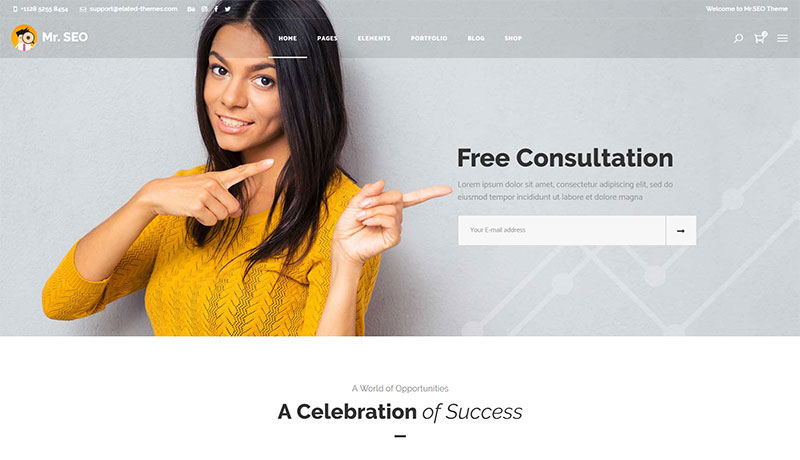 +1128 5255 8454 support@elated-themes.com Bē Welcome to Mr.SEO Theme
Mr. SEO HOME PAGES ELEMENTS PORTFOLIO BLOG SHOP 0
Free Consultation
Lorem ipsum dolor sit amet, consectetur adipiscing elit, sed do
eiusmod tempor incididunt ut labore et dolore magna
Your E-mail address
A World of Opportunities
A Celebration of Success